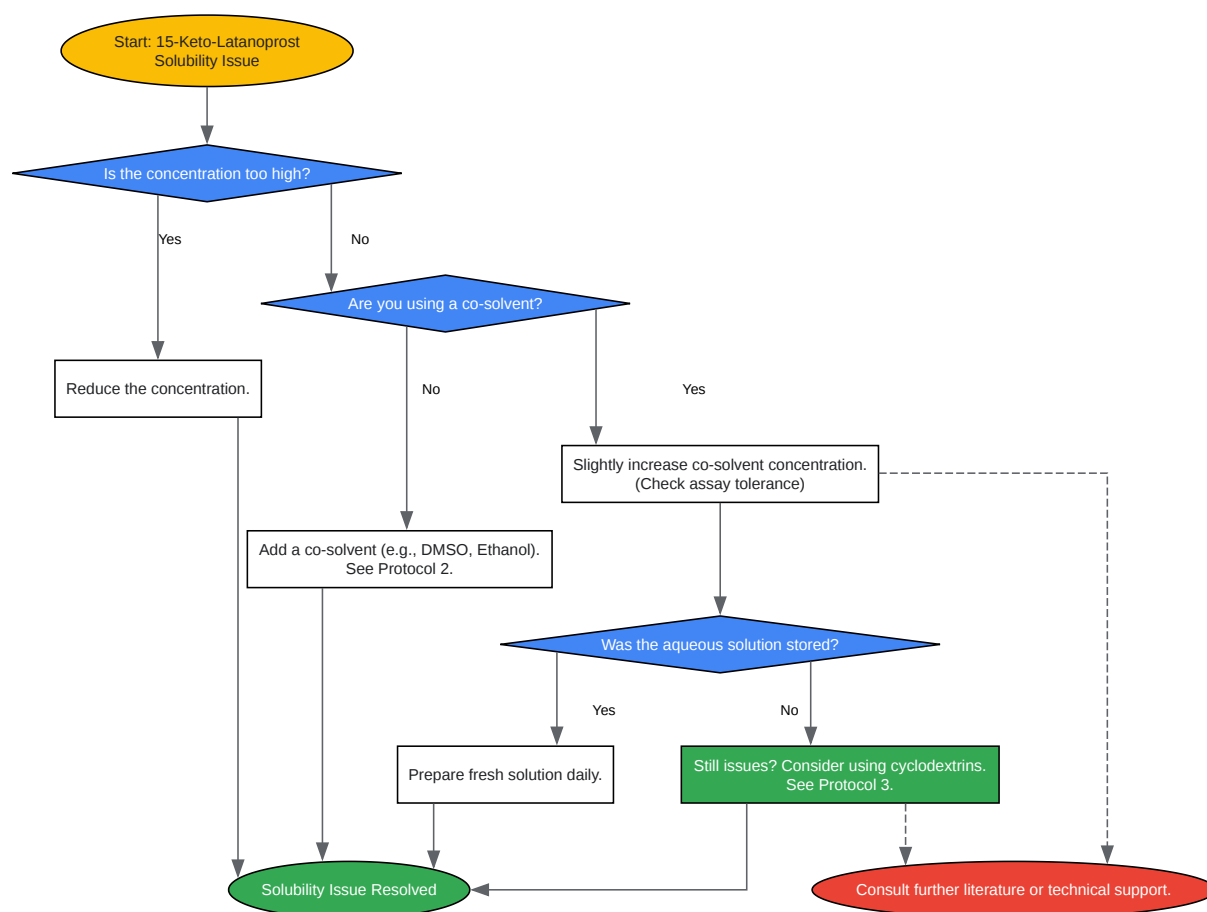 Start: 15-Keto-Latanoprost
Solubility Issue
Is the concentration too high?
Yes
No
Are you using a co-solvent?
Reduce the concentration.
No
Yes
Slightly increase co-solvent concentration.
(Check assay tolerance)
Add a co-solvent (e.g., DMSO, Ethanol).
See Protocol 2.
Was the aqueous solution stored?
Yes
No
Prepare fresh solution daily.
Still issues? Consider using cyclodextrins.
See Protocol 3.
Solubility Issue Resolved
Consult further literature or technical support.